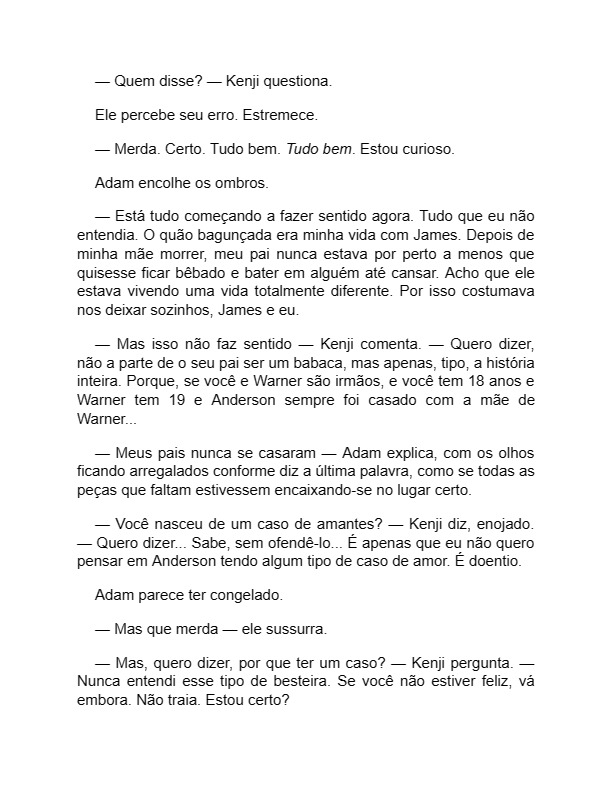 — Quem disse? — Kenji questiona.
Ele percebe seu erro. Estremece.
— Merda. Certo. Tudo bem. Tudo bem. Estou curioso.
Adam encolhe os ombros.
— Está tudo começando a fazer sentido agora. Tudo que eu não
entendia. O quão bagunçada era minha vida com James. Depois de
minha mãe morrer, meu pai nunca estava por perto a menos que
quisesse ficar bêbado e bater em alguém até cansar. Acho que ele
estava vivendo uma vida totalmente diferente. Por isso costumava
nos deixar sozinhos, James e eu.
— Mas isso não faz sentido — Kenji comenta. — Quero dizer,
não a parte de o seu pai ser um babaca, mas apenas, tipo, a história
inteira. Porque, se você e Warner são irmãos, e você tem 18 anos e
Warner tem 19 e Anderson sempre foi casado com a mãe de
Warner...
— Meus pais nunca se casaram — Adam explica, com os olhos
ficando arregalados conforme diz a última palavra, como se todas as
peças que faltam estivessem encaixando-se no lugar certo.
— Você nasceu de um caso de amantes? — Kenji diz, enojado.
— Quero dizer... Sabe, sem ofendê-lo... É apenas que eu não quero
pensar em Anderson tendo algum tipo de caso de amor. É doentio.
Adam parece ter congelado.
— Mas que merda — ele sussurra.
— Mas, quero dizer, por que ter um caso? — Kenji pergunta. —
Nunca entendi esse tipo de besteira. Se você não estiver feliz, vá
embora. Não traia. Estou certo?